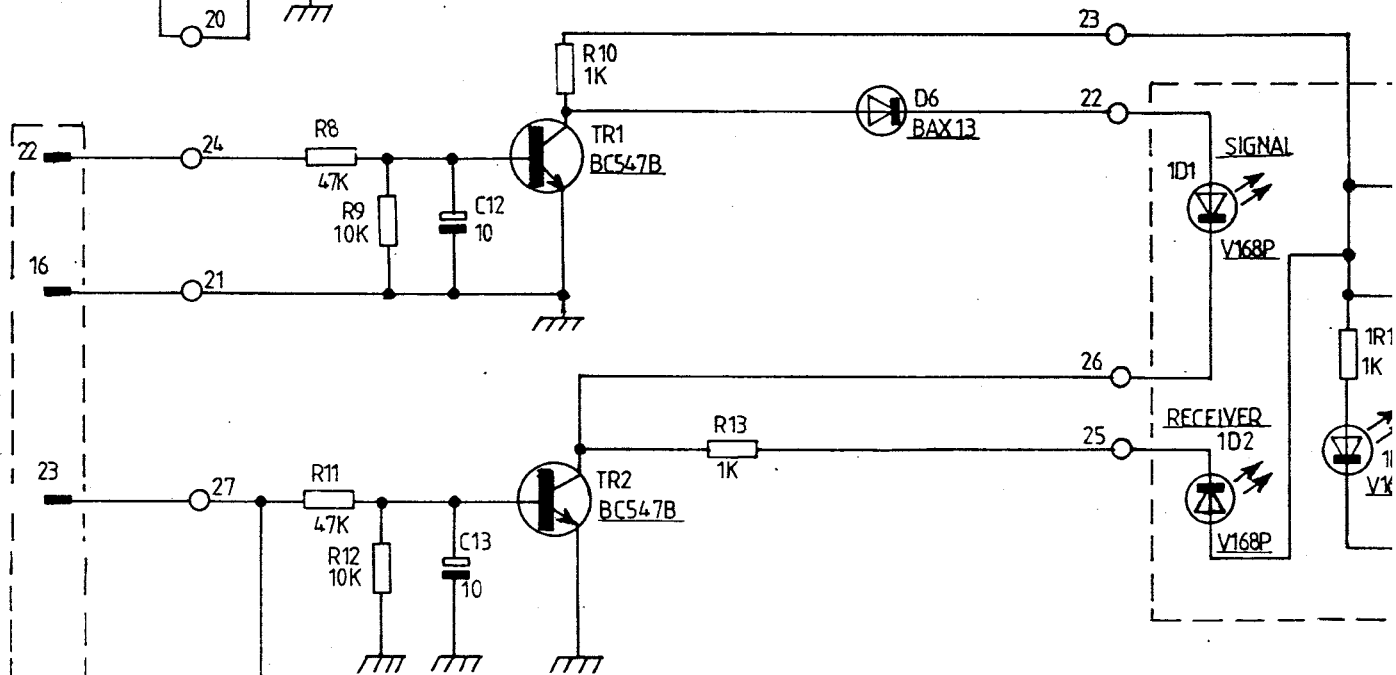 20
23
R10
1K
22
D6
BAX 13
22
24
R8
47K
TR1
BC547B
SIGNAL
1D1
V168P
R9
10K
C12
10
16
21
26
1R1
1K
RECEIVER
1D2
25
R13
1K
23
27
R11
47K
TR2
BC547B
V168P
R12
10K
C13
10